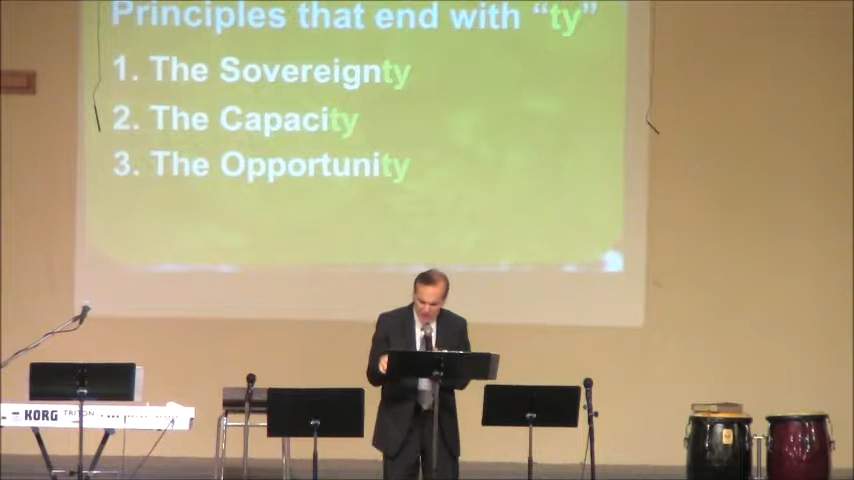 Principles that end with “ty”
1. The Sovereignty
2. The Capacity
3. The Opportunity
KORG TRITON